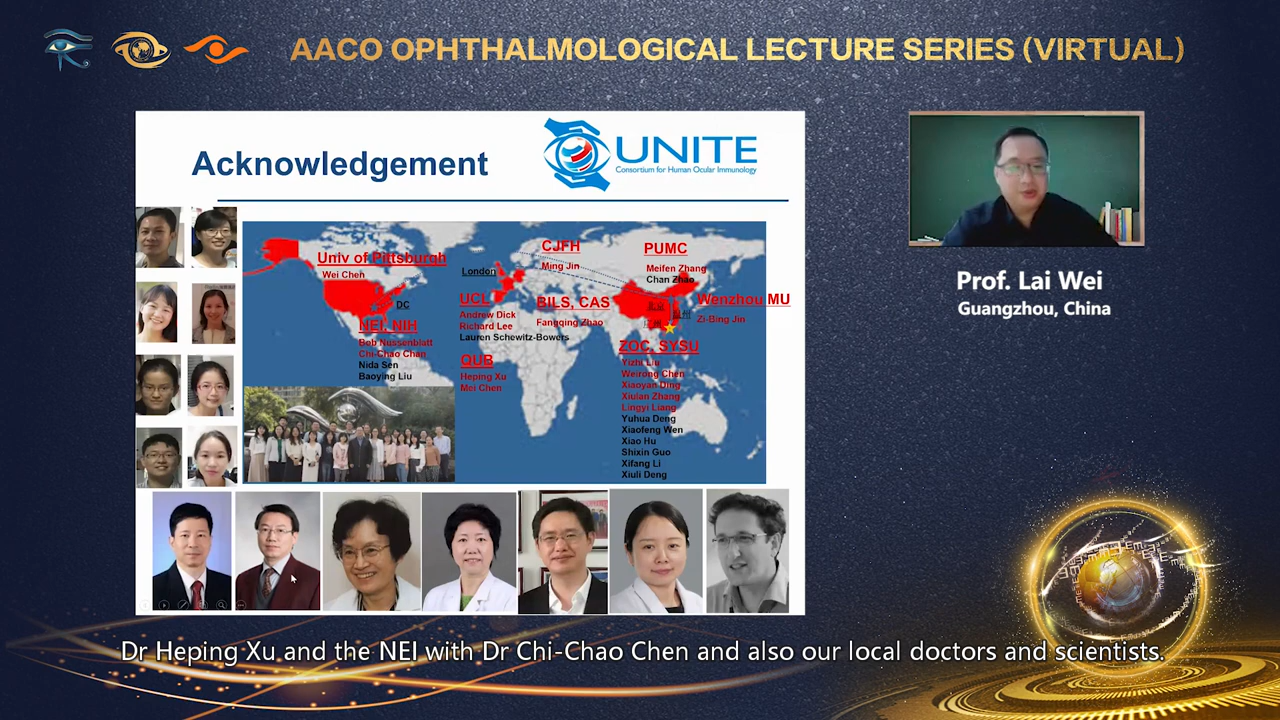 AACO OPHTHALMOLOGICAL LECTURE SERIES (VIRTUAL)
Acknowledgement
UNITE
Consortium for Human Ocular Immunology
Univ of Pittsburgh
Wei Chen
DC
NEI, NIH
Bob Nussenblatt
Chi-Chao Chan
Nida Sen
Baoying Liu
London
UCL
Andrew Dick
Richard Lee
Lauren Schewitz-Bowers
QUB
Heping Xu
Mei Chen
CJFH
Ming Jin
BILS, CAS
Fangqing Zhao
PUMC
Meifen Zhang
Chan Zhao
北京
温州
Wenzhou MU
Zi-Bing Jin
ZOC, SYSU
Yizhi Liu
Weirong Chen
Xiaoyan Ding
Xiulan Zhang
Lingyi Liang
Yuhua Deng
Xiaofeng Wen
Xiao Hu
Shixin Guo
Xifang Li
Xiuli Deng
Prof. Lai Wei
Guangzhou, China
Dr Heping Xu and the NEI with Dr Chi-Chao Chen and also our local doctors and scientists.